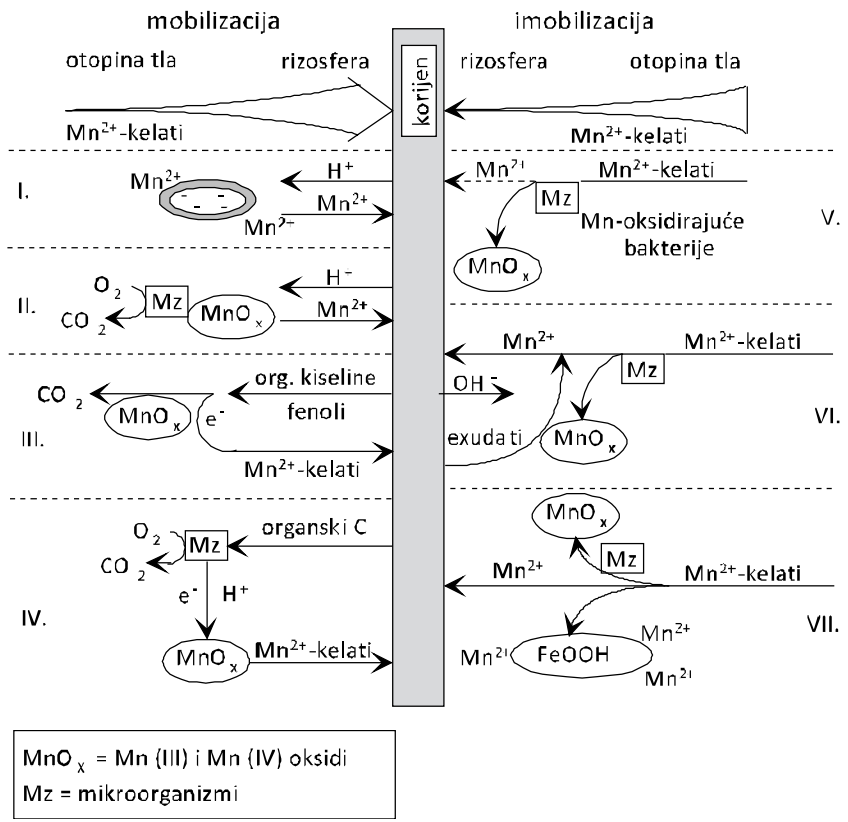 mobilizacija
imobilizacija
otopina tla
rizosfera
korijen
rizosfera
otopina tla
Mn²⁺-kelati
Mn²⁺-kelati
I.
Mn²⁺
Mn²⁺
H⁺
Mn²⁺
II.
O₂
CO₂
Mz
MnOₓ
H⁻
Mn²⁺
III.
CO₂
MnOₓ
e⁻
org. kiseline
fenoli
Mn²⁺-kelati
IV.
O₂
CO₂
Mz
organski C
e⁻
H⁺
MnOₓ
Mn²⁺-kelati
Mn²⁺
Mn²⁺-kelati
Mz
Mn-oksidirajuće
bakterije
MnOₓ
V.
Mn²⁺
Mn²⁺-kelati
Mz
OH⁻
exudati
MnOₓ
VI.
MnOₓ
Mz
Mn²⁺
Mn²⁺-kelati
FeOOH
Mn²⁺
Mn²⁺
Mn²⁺
VII.
MnOₓ = Mn (III) i Mn (IV) oksidi
Mz = mikroorganizmi